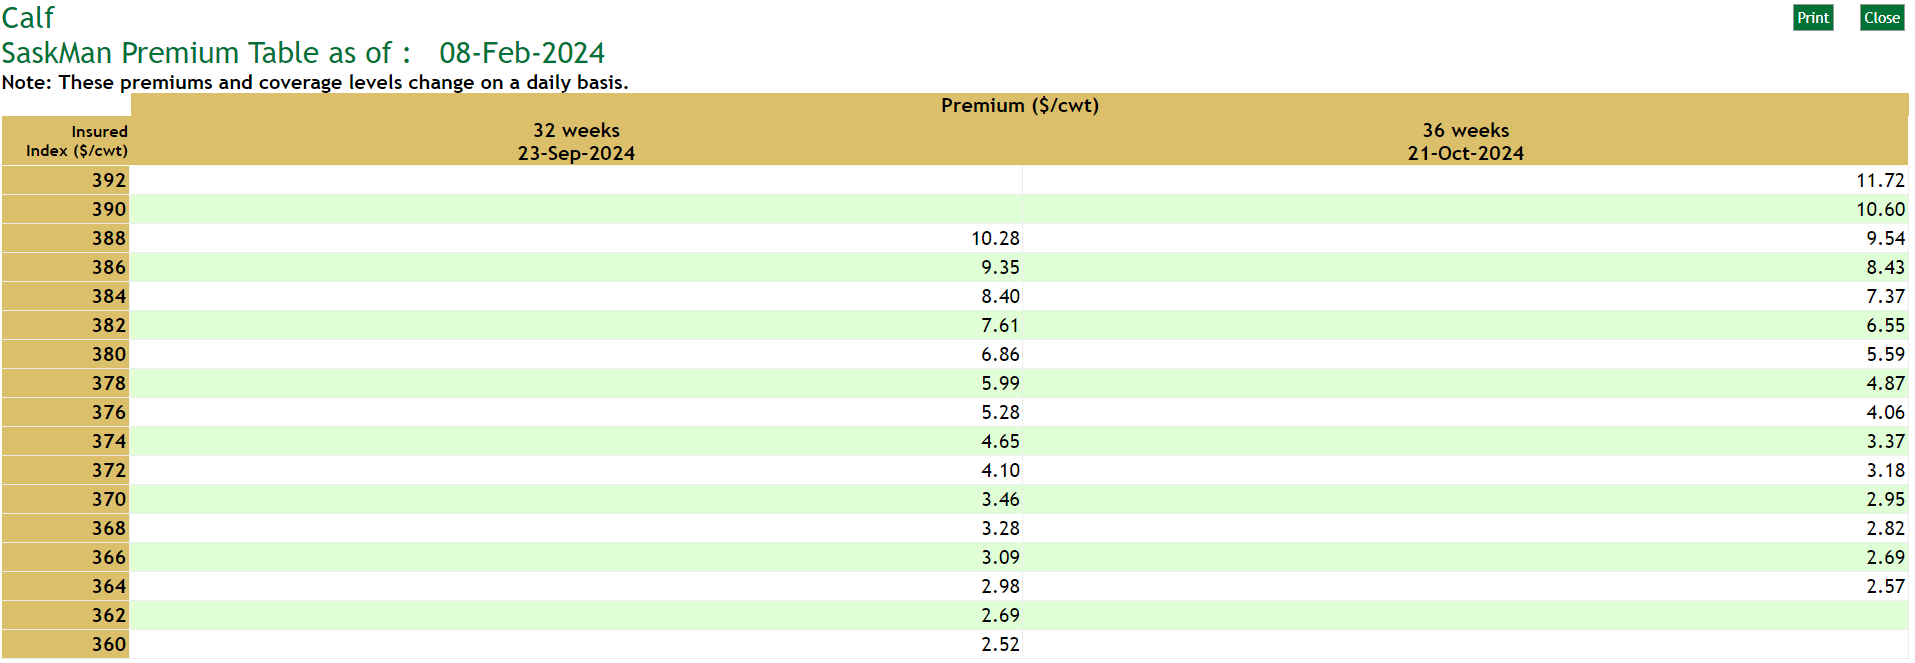 Calf
Print Close
SaskMan Premium Table as of : 08-Feb-2024
Note: These premiums and coverage levels change on a daily basis.
Premium ($/cwt)
Insured Index ($/cwt) 32 weeks 23-Sep-2024 36 weeks 21-Oct-2024
392 11.72
390 10.60
388 10.28 9.54
386 9.35 8.43
384 8.40 7.37
382 7.61 6.55
380 6.86 5.59
378 5.99 4.87
376 5.28 4.06
374 4.65 3.37
372 4.10 3.18
370 3.46 2.95
368 3.28 2.82
366 3.09 2.69
364 2.98 2.57
362 2.69
360 2.52